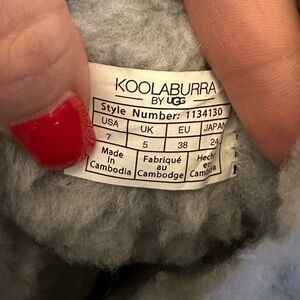 KOOLABURRA
BY UGG
Style Number: 1134130
USA UK EU JAPAN
7 5 38 24
Made in Cambodia Fabriqué au Cambodge en